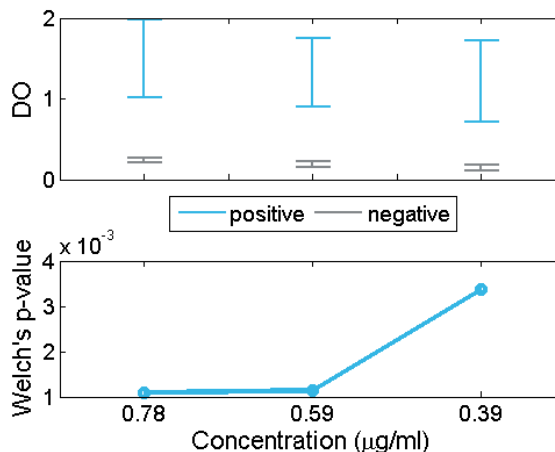 2
1
0
DO
positive negative
x 10⁻³
4
3
2
1
Welch's p-value
0.78 0.59 0.39
Concentration (μg/ml)